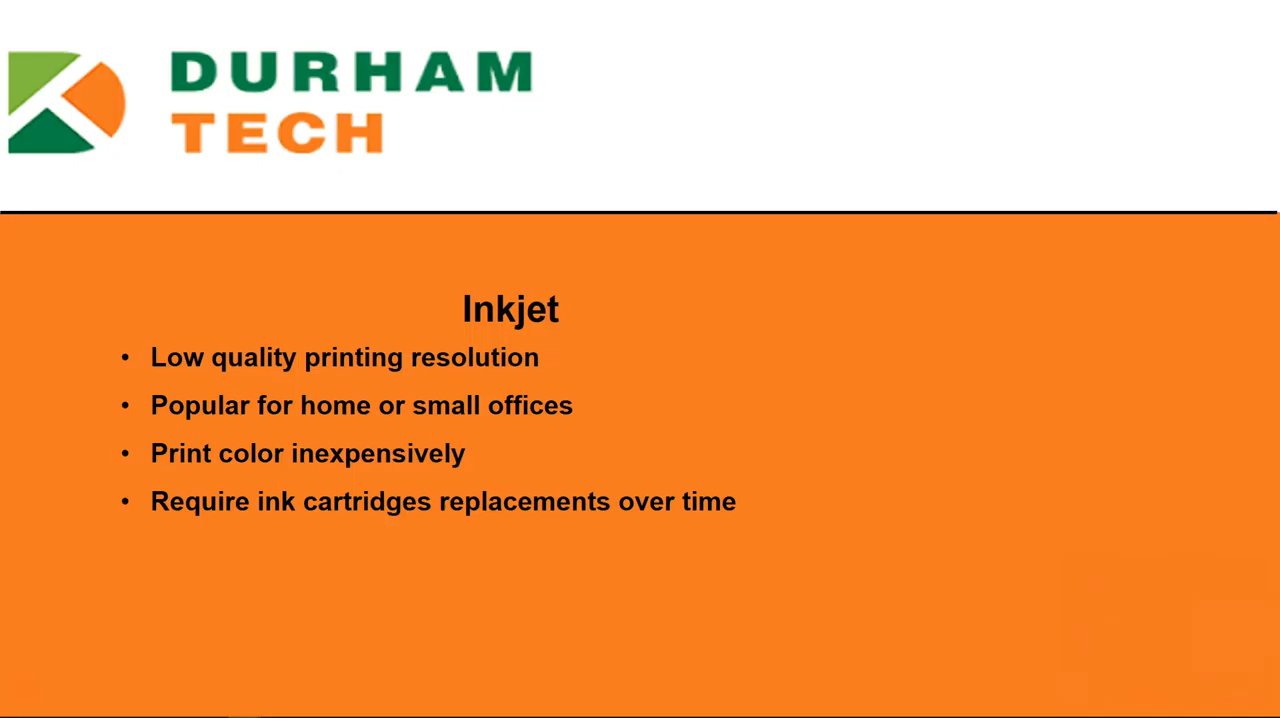 DURHAM
TECH
Inkjet
• Low quality printing resolution
• Popular for home or small offices
• Print color inexpensively
• Require ink cartridges replacements over time